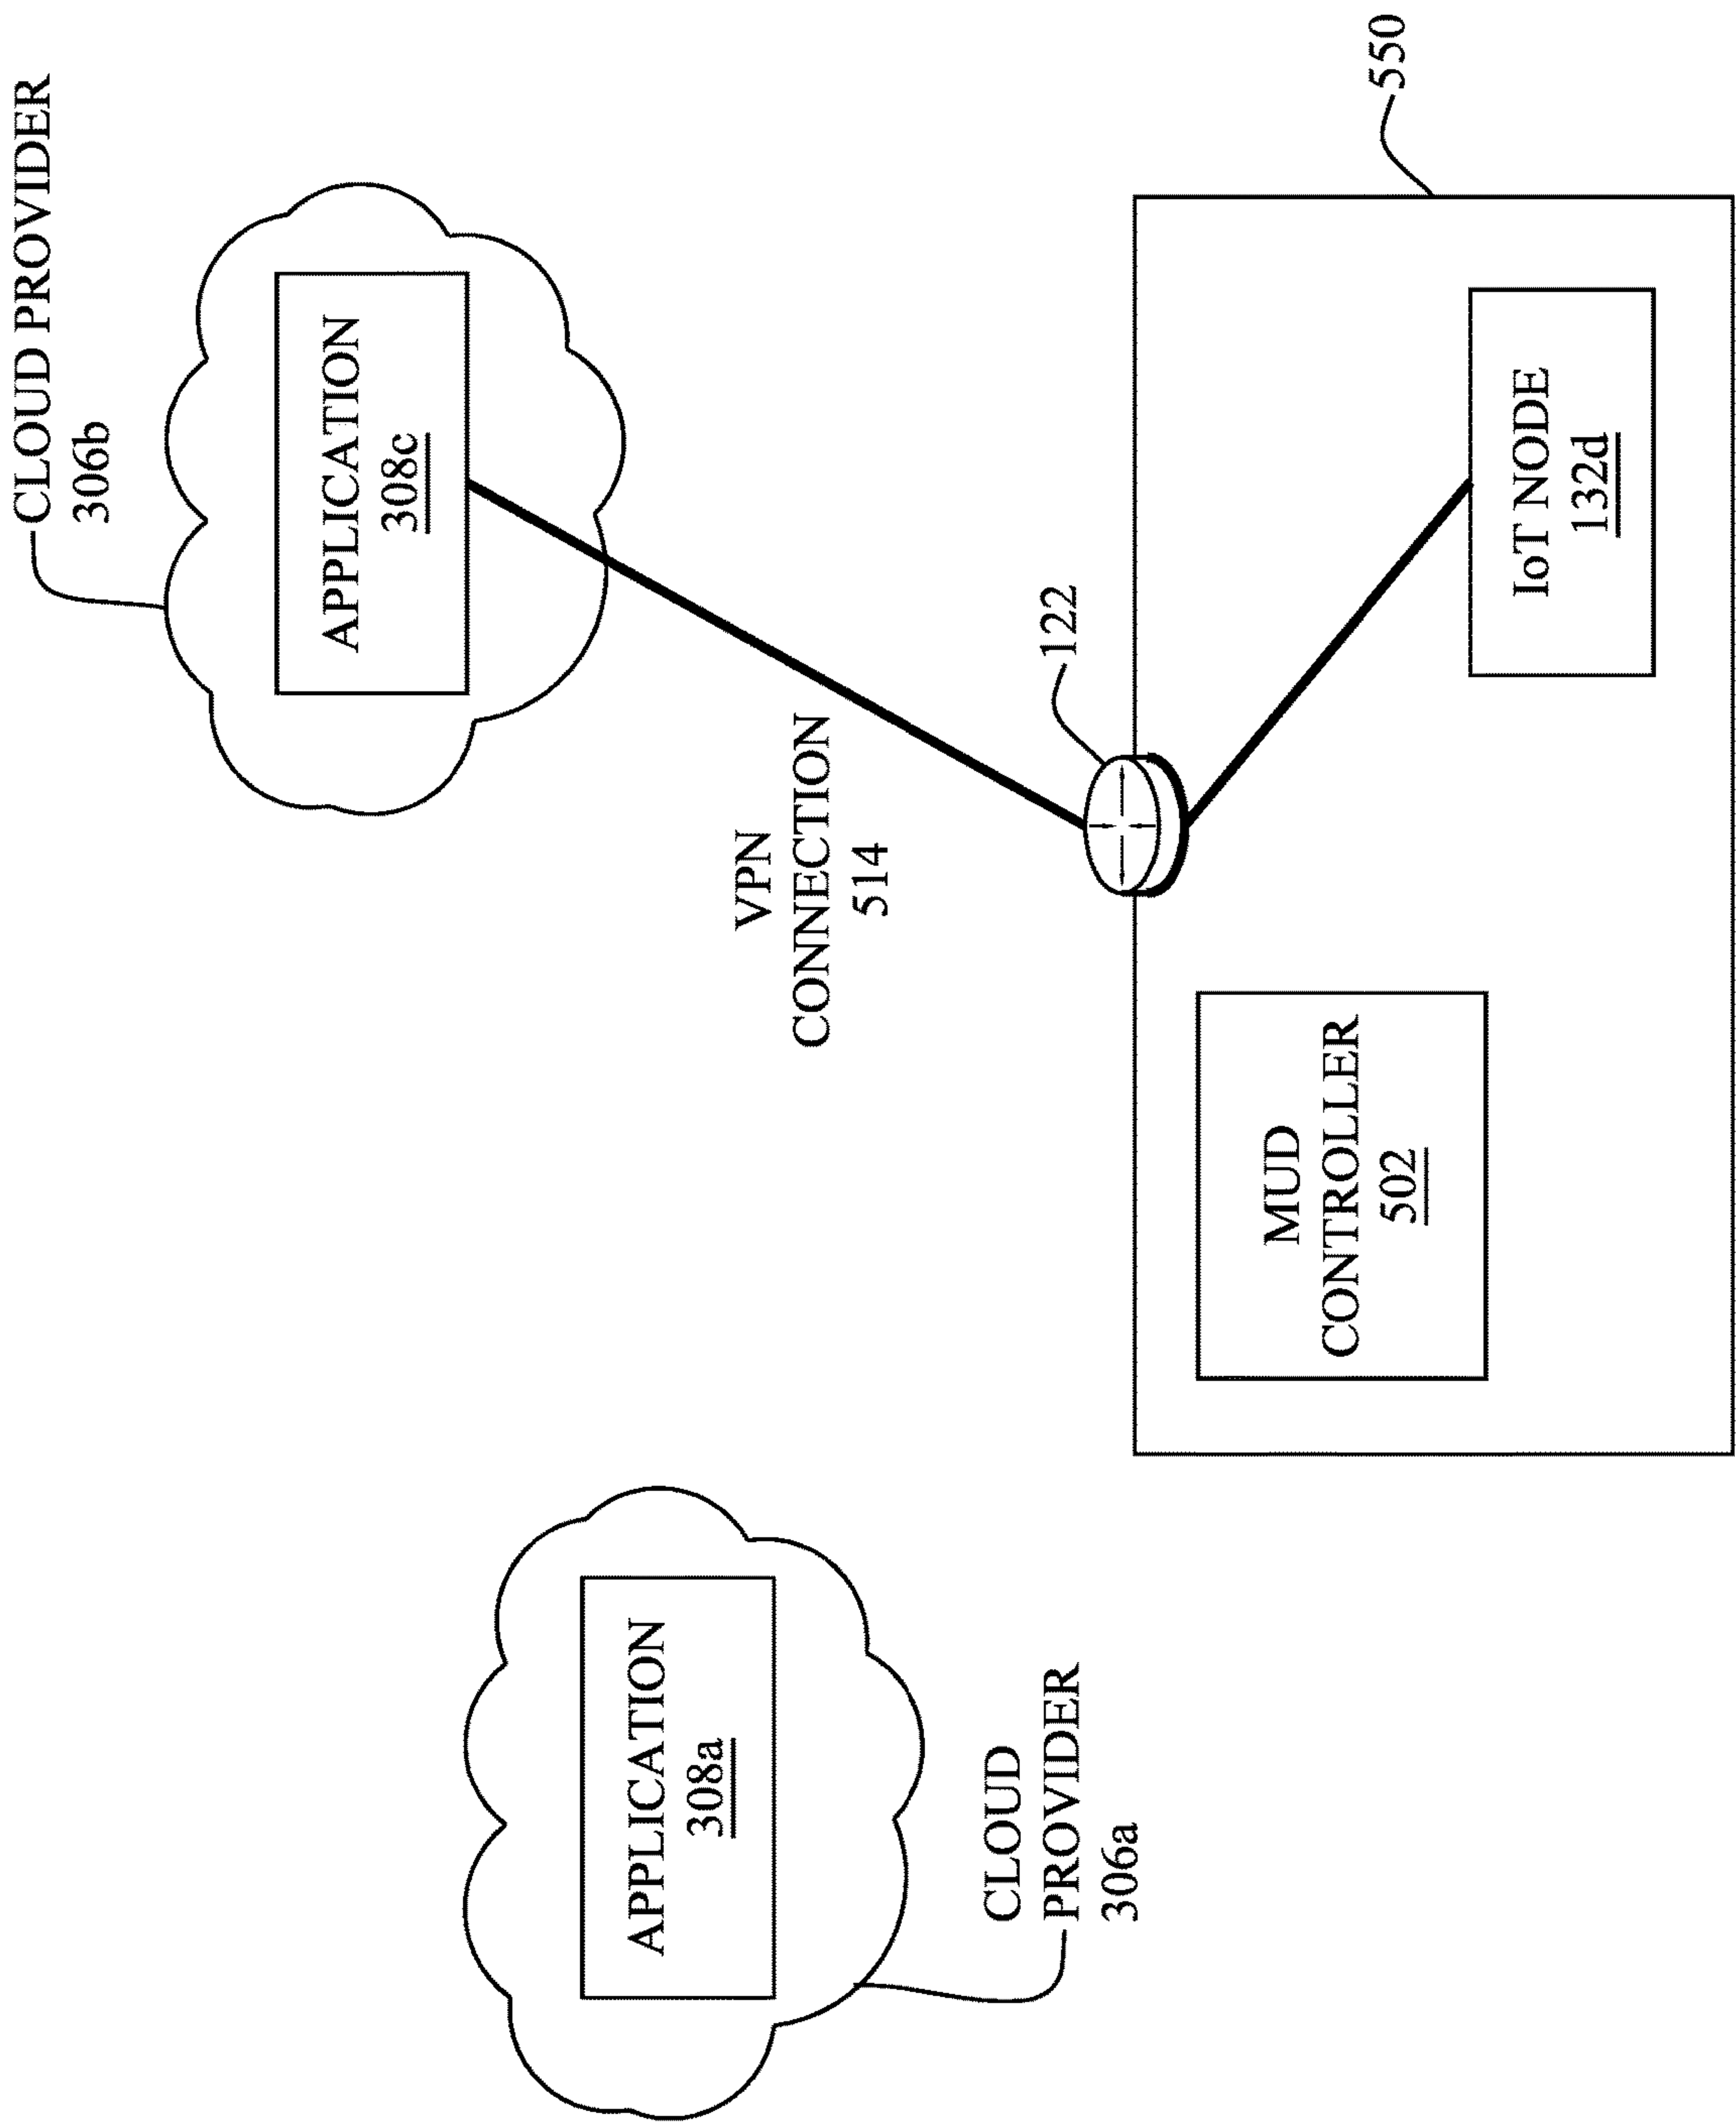 CLOUD PROVIDER
306b
APPLICATION
308c
VPN
CONNECTION
514
122
550
APPLICATION
308a
CLOUD
PROVIDER
306a
MUD
CONTROLLER
502
IoT NODE
132d